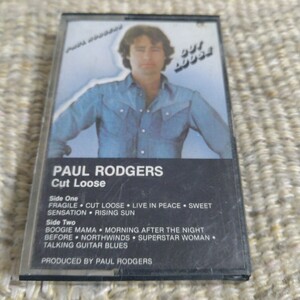 PAUL RODGERS
CUT
LOOSE
PAUL RODGERS
Cut Loose
Side One
FRAGILE • CUT LOOSE • LIVE IN PEACE • SWEET
SENSATION • RISING SUN
Side Two
BOOGIE MAMA • MORNING AFTER THE NIGHT
BEFORE • NORTHWINDS • SUPERSTAR WOMAN •
TALKING GUITAR BLUES
PRODUCED BY PAUL RODGERS